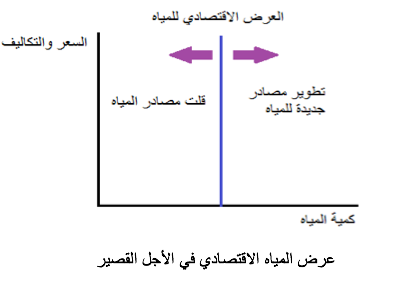 العرض الاقتصادي للمياه
السعر والتكاليف
تطوير مصادر
جديدة للمياه
قلت مصادر المياه
كمية المياه
عرض المياه الاقتصادي في الأجل القصير